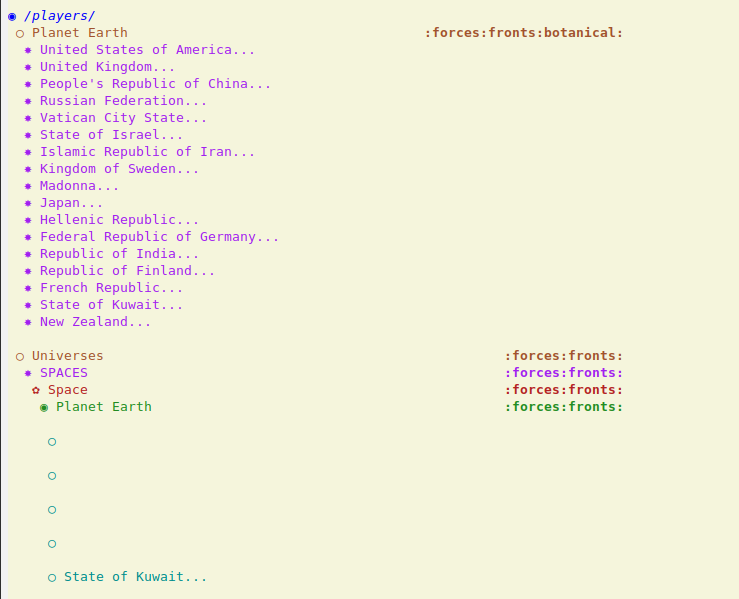 ◉ /players/
○ Planet Earth :forces:fronts:botanical:
✸ United States of America...
✸ United Kingdom...
✸ People's Republic of China...
✸ Russian Federation...
✸ Vatican City State...
✸ State of Israel...
✸ Islamic Republic of Iran...
✸ Kingdom of Sweden...
✸ Madonna...
✸ Japan...
✸ Hellenic Republic...
✸ Federal Republic of Germany...
✸ Republic of India...
✸ Republic of Finland...
✸ French Republic...
✸ State of Kuwait...
✸ New Zealand...
○ Universes :forces:fronts:
✸ SPACES :forces:fronts:
✿ Space :forces:fronts:
◉ Planet Earth :forces:fronts:
○
○
○
○
○ State of Kuwait...